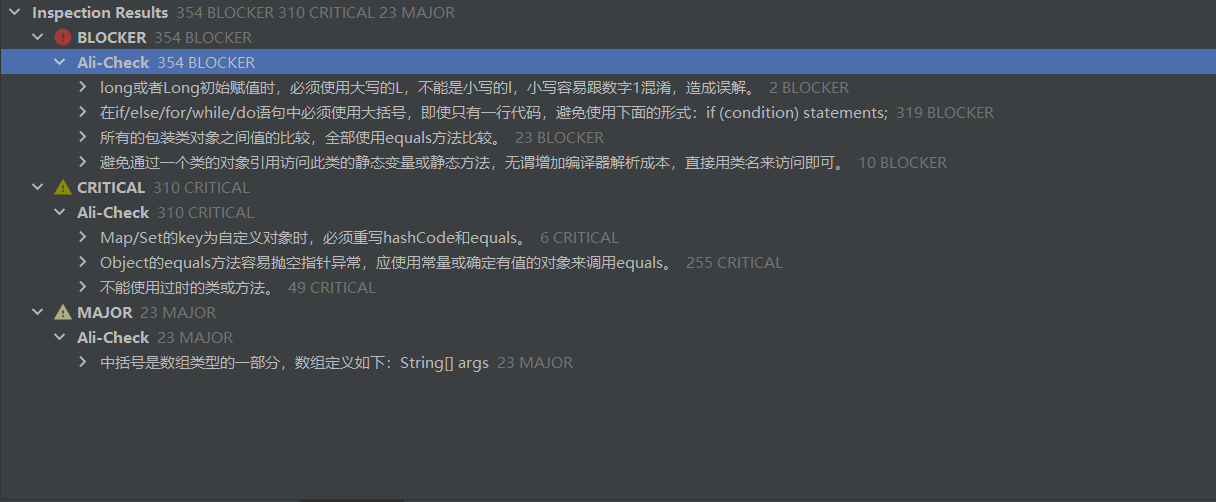 Inspection Results 354 BLOCKER 310 CRITICAL 23 MAJOR
BLOCKER 354 BLOCKER
Ali-Check 354 BLOCKER
long或者Long初始赋值时，必须使用大写的L，不能是小写的l，小写容易跟数字1混淆，造成误解。 2 BLOCKER
在if/else/for/while/do语句中必须使用大括号，即使只有一行代码，避免使用下面的形式：if (condition) statements; 319 BLOCKER
所有的包装类对象之间值的比较，全部使用equals方法比较。 23 BLOCKER
避免通过一个类的对象引用访问此类的静态变量或静态方法，无谓增加编译器解析成本，直接用类名来访问即可。 10 BLOCKER
CRITICAL 310 CRITICAL
Ali-Check 310 CRITICAL
Map/Set的key为自定义对象时，必须重写hashCode和equals。 6 CRITICAL
Object的equals方法容易抛空指针异常，应使用常量或确定有值的对象来调用equals。 255 CRITICAL
不能使用过时的类或方法。 49 CRITICAL
MAJOR 23 MAJOR
Ali-Check 23 MAJOR
中括号是数组类型的一部分，数组定义如下：String[] args 23 MAJOR